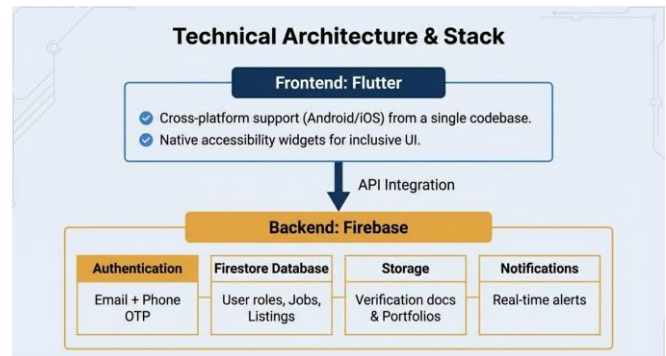 Technical Architecture & Stack
Frontend: Flutter
Cross-platform support (Android/iOS) from a single codebase.
Native accessibility widgets for inclusive UI.
API Integration
Backend: Firebase
Authentication
Email + Phone
OTP
Firestore Database
User roles, Jobs,
Listings
Storage
Verification docs
& Portfolios
Notifications
Real-time alerts